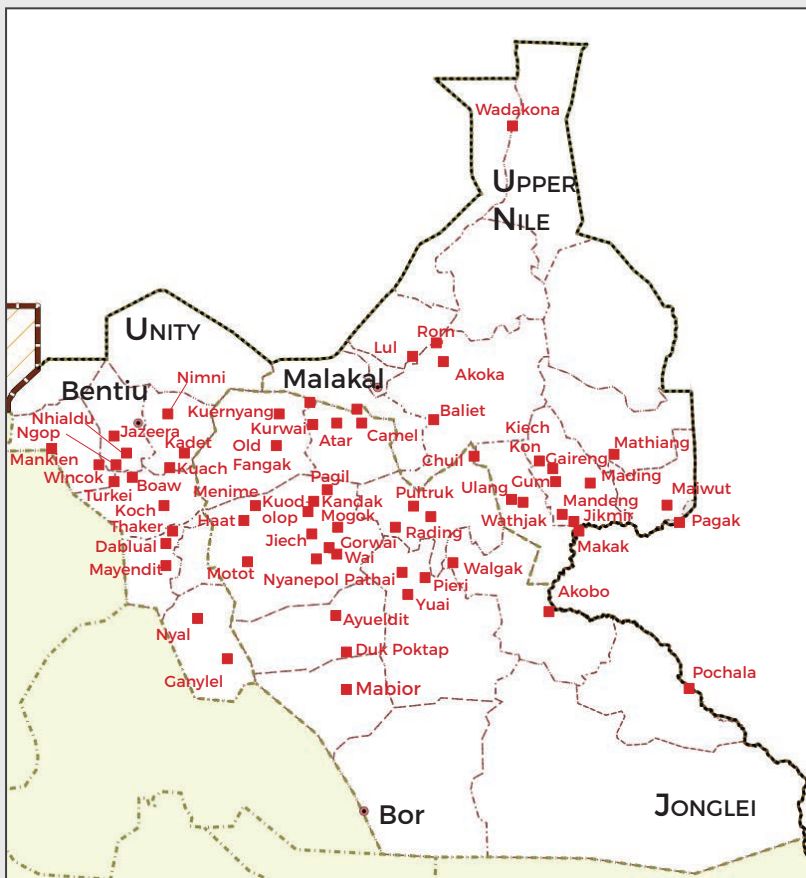 Wadakona
UPPER
NILE
UNITY
Rom
Lul
Nimni
Malakal
Akoka
Bentiu
Kuernyang
Nhialdu
Jazeera
Kurwai
Baliet
Ngop
Kadet
Old
Fangak
Atar
Camel
Kiech
Kon
Mankien
Kuach
Chuil
Gaireng
Mathiang
Wincok
Boaw
Pagil
Turkei
Menime
Kuod-
olop
Kandak
Pultruk
Ulang
Gum
Mading
Maiwut
Koch
Mogok
Mandeng
Thaker
Haat
Rading
Wathjak
Jikmir
Pagak
Dabluai
Jiech
Gorwai
Makak
Mayendit
Motot
Wai
Nyanepol
Pathai
Walgak
Pieri
Yuai
Akobo
Nyal
Ayueldit
Duk Poktap
Ganylel
Mabior
Pochala
Bor
JONGLEI